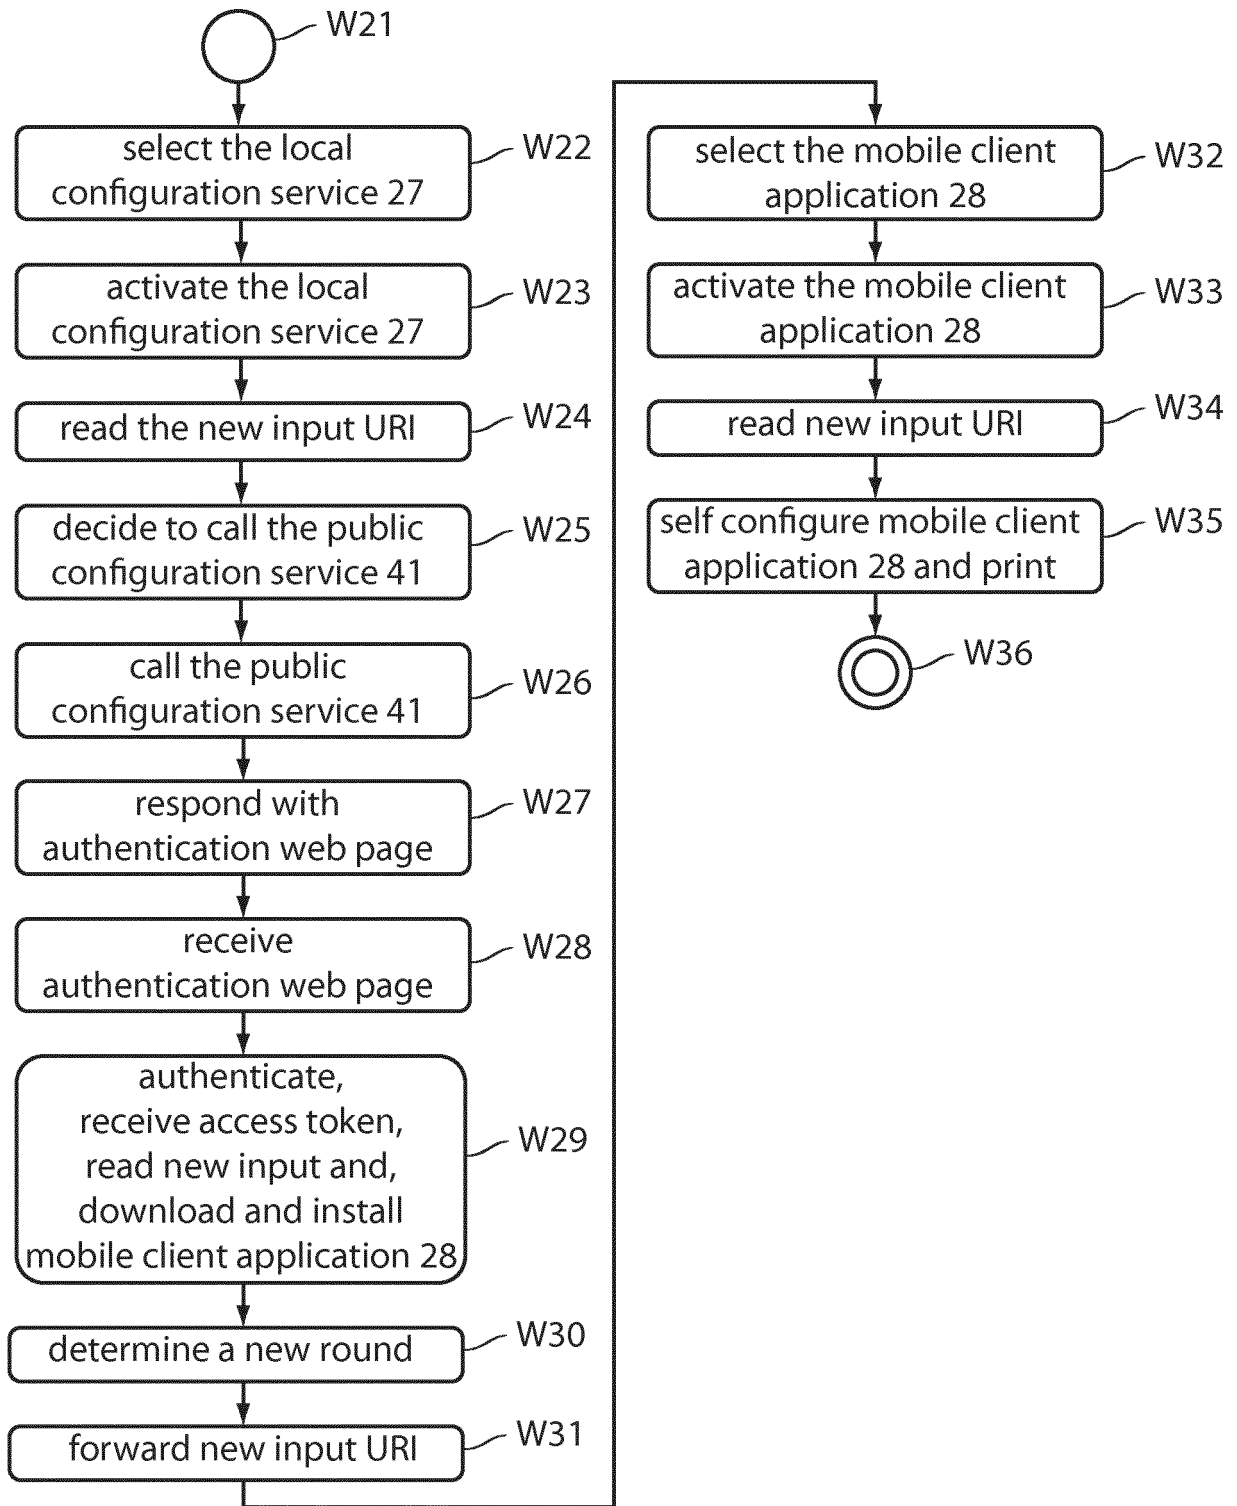 W21
select the local
configuration service 27
W22
activate the local
configuration service 27
W23
read the new input URI
W24
decide to call the public
configuration service 41
W25
call the public
configuration service 41
W26
respond with
authentication web page
W27
receive
authentication web page
W28
authenticate,
receive access token,
read new input and,
download and install
mobile client application 28
W29
determine a new round
W30
forward new input URI
W31
select the mobile client
application 28
W32
activate the mobile client
application 28
W33
read new input URI
W34
self configure mobile client
application 28 and print
W35
W36